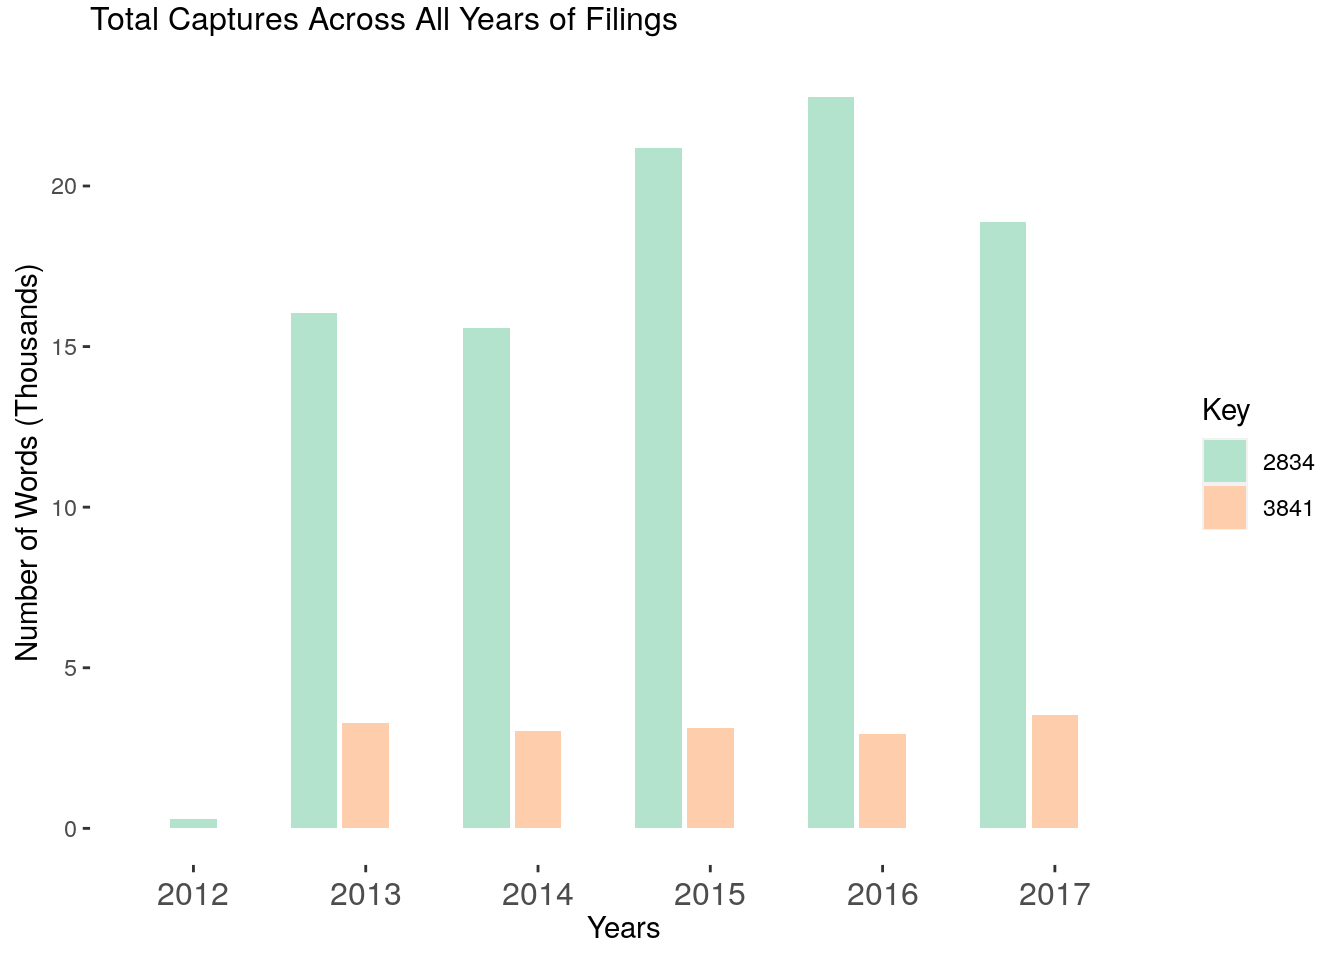 Total Captures Across All Years of Filings
Number of Words (Thousands)
20
15
10
5
0
2012 2013 2014 2015 2016 2017
Years
Key
2834
3841